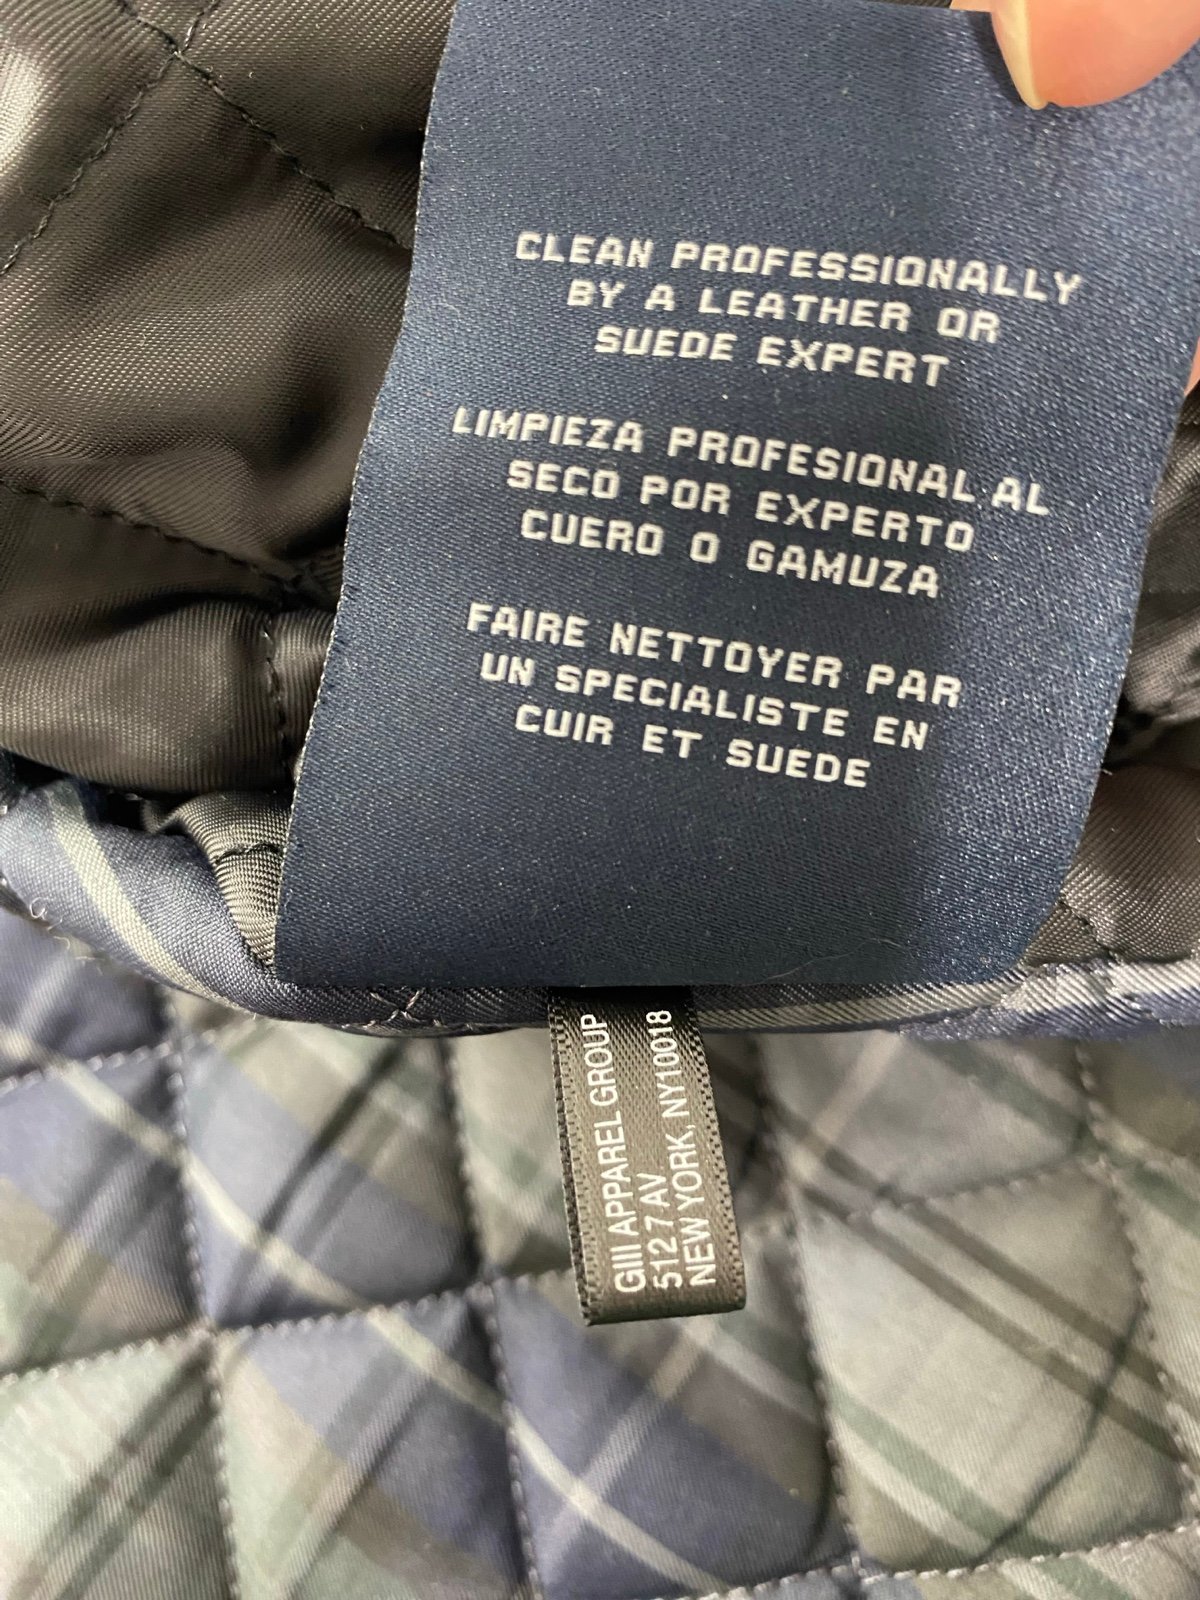 CLEAN PROFESSIONALLY
BY A LEATHER OR
SUEDE EXPERT
LIMPIEZA PROFESIONAL AL
SECO POR EXPERTO
CUERO O GAMUZA
FAIRE NETTOYER PAR
UN SPECIALISTE EN
CUIR ET SUEDE
GIII APPAREL GROUP
512 7 AV
NEW YORK, NY10018